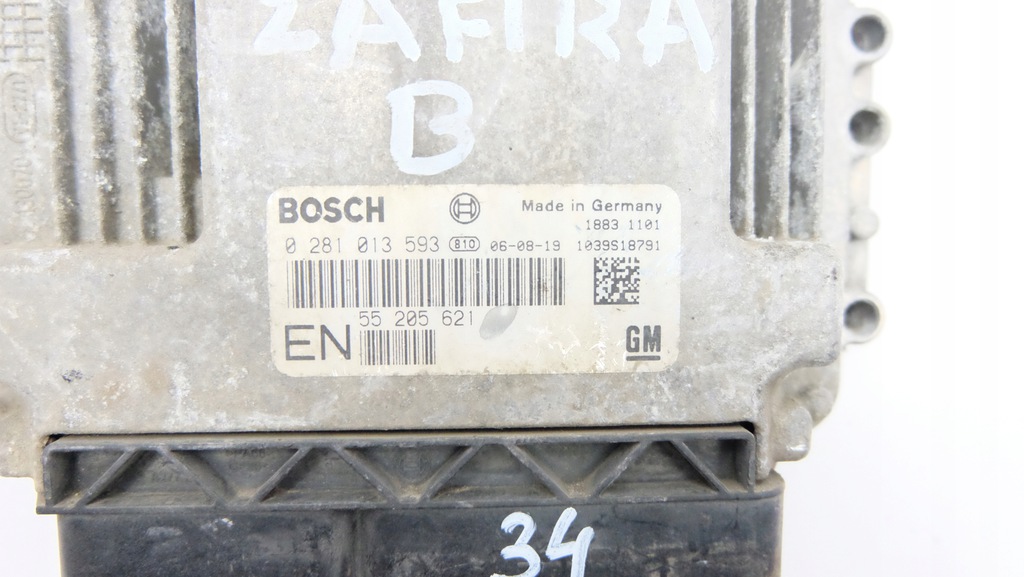 ZAFIRA
B
BOSCH Made in Germany
1883 1101
0 281 013 593 810 06-08-19 1039S18791
55 205 621
EN GM
34